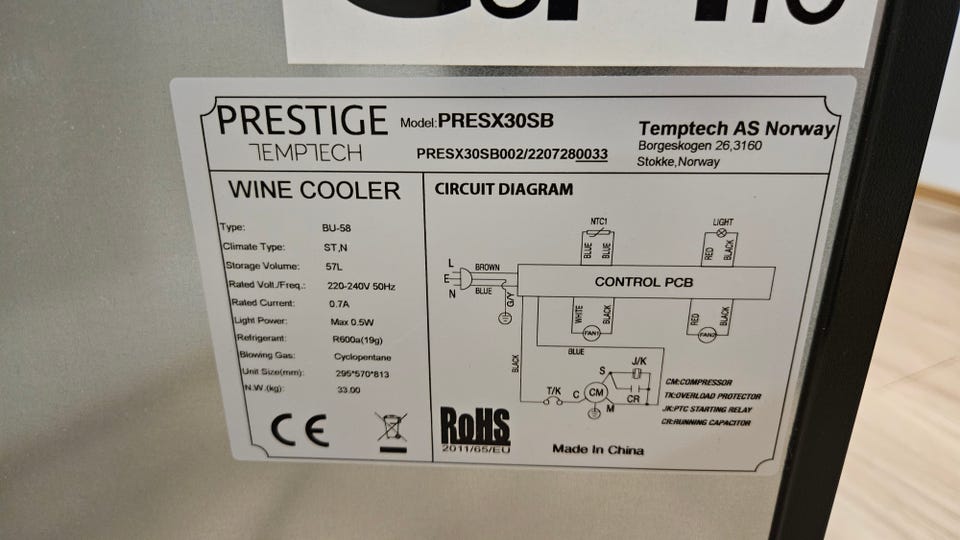 PRESTIGE
TEMPTECH
Model:PRESX30SB
PRESX30SB002/2207280033
Temptech AS Norway
Borgeskogen 26,3160
Stokke,Norway
WINE COOLER
Type: BU-58
Climate Type: ST,N
Storage Volume: 57L
Rated Volt./Freq.: 220-240V 50Hz
Rated Current: 0.7A
Light Power: Max 0.5W
Refrigerant: R600a(19g)
Blowing Gas: Cyclopentane
Unit Size(mm): 295*570*813
N.W.(kg): 33.00
CE
CIRCUIT DIAGRAM
NTC1
LIGHT
BLUE
BLUE
RED
BLACK
L
E
N
BROWN
BLUE
G/Y
CONTROL PCB
WHITE
BLACK
RED
BLACK
FAN1
FAN2
BLACK
BLUE
J/K
S
T/K
C
CM
CR
M
CM:COMPRESSOR
TK:OVERLOAD PROTECTOR
JK:PTC STARTING RELAY
CR:RUNNING CAPACITOR
RoHS
2011/65/EU
Made In China